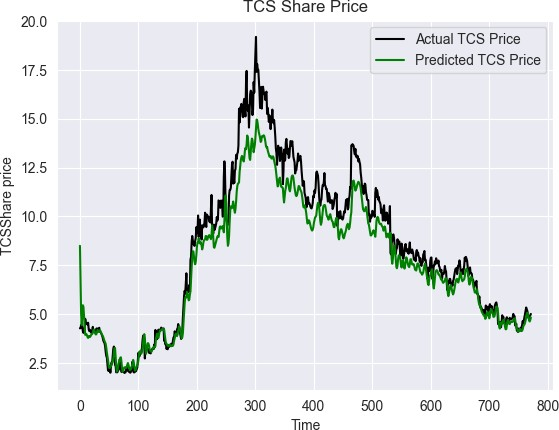 TCS Share Price
Actual TCS Price
Predicted TCS Price
TCSShare price
20.0
17.5
15.0
12.5
10.0
7.5
5.0
2.5
0 100 200 300 400 500 600 700 800
Time